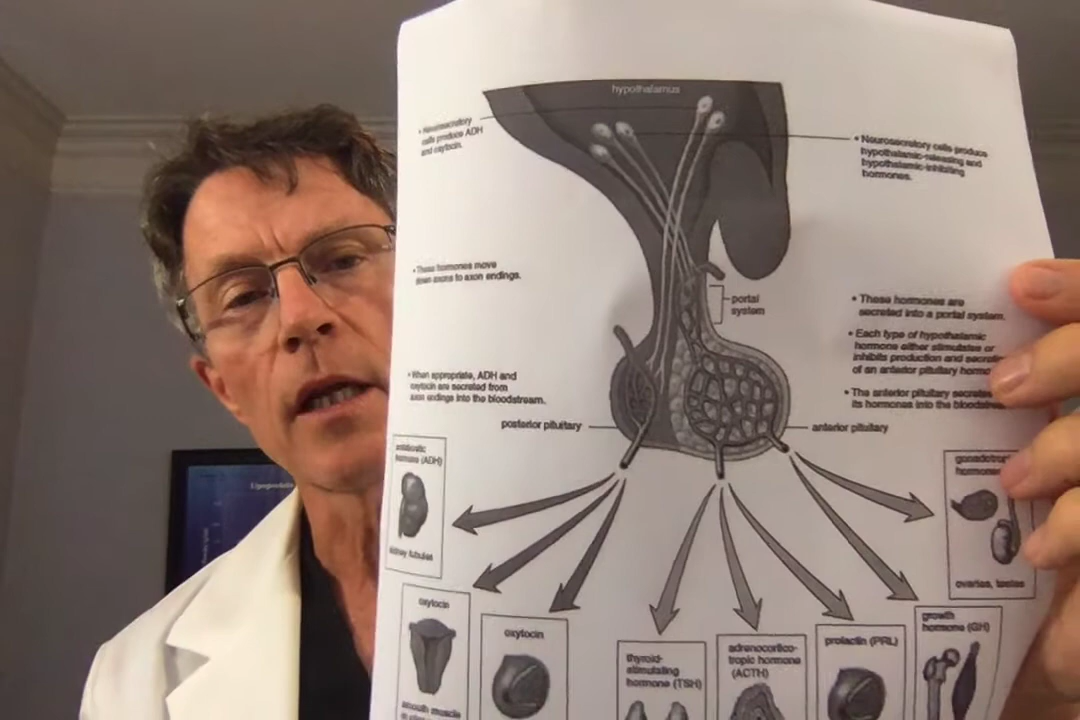 hypothalamus
• Neurosecretory
cells produce ADH
and oxytocin.
• Neurosecretory cells produce
hypothalamic-releasing and
hypothalamic-inhibiting
hormones.
• These hormones move
down axons to axon endings.
portal
system
• These hormones are
secreted into a portal system.
• Each type of hypothalamic
hormone either stimulates or
inhibits production and
of an anterior pituitary
• When appropriate, ADH and
oxytocin are secreted from
axon endings into the bloodstream.
• The anterior pituitary
its hormones into the
posterior pituitary
anterior pituitary
antidiuretic
hormone (ADH)
kidney tubules
ovaries, testes
oxytocin
smooth muscle
oxytocin
thyroid-
stimulating
hormone (TSH)
adrenocortico-
tropic hormone
(ACTH)
prolactin (PRL)
growth
hormone (GH)